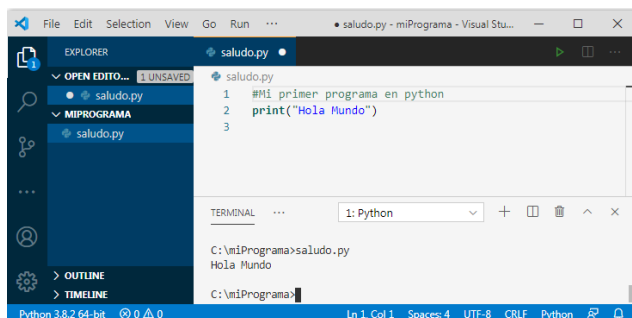 File Edit Selection View Go Run ··· ● saludo.py - miPrograma - Visual Stu...
EXPLORER
OPEN EDITO... 1 UNSAVED
saludo.py
MIPROGRAMA
saludo.py
OUTLINE
TIMELINE
saludo.py
saludo.py
1 #Mi primer programa en python
2 print("Hola Mundo")
3
TERMINAL ··· 1: Python
C:\miPrograma>saludo.py
Hola Mundo
C:\miPrograma>
1
Python 3.8.2 64-bit 0 0 Ln 1, Col 1 Spaces: 4 UTF-8 CRLF Python